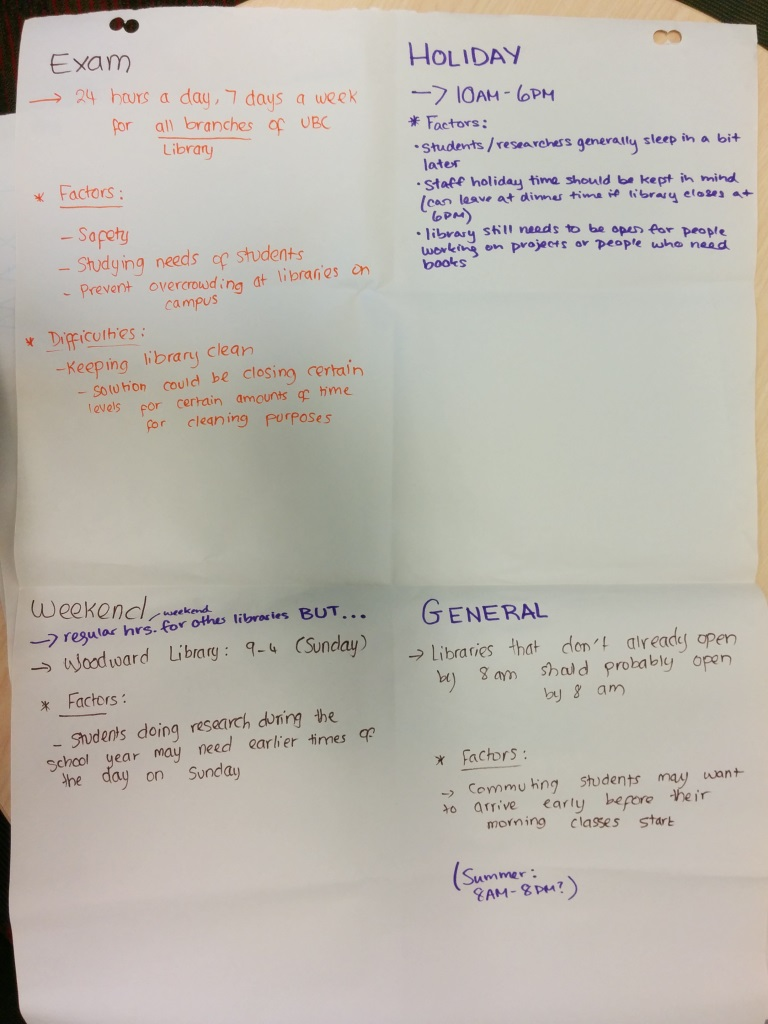 Exam
→ 24 hours a day, 7 days a week
for all branches of UBC
Library
* Factors:
- Safety
- Studying needs of students
- Prevent overcrowding at libraries on
campus
* Difficulties:
- Keeping library clean
- Solution could be closing certain
levels for certain amounts of time
for cleaning purposes
HOLIDAY
→ 10AM-6PM
* Factors:
• Students/researchers generally sleep in a bit
later
• Staff holiday time should be kept in mind
(can leave at dinner time if library closes at
6PM)
• library still needs to be open for people
working on projects or people who need
books
Weekend
→ regular weekend hrs. for other libraries BUT...
→ Woodward Library: 9-4 (Sunday)
* Factors:
- Students doing research during the
school year may need earlier times of
the day on Sunday
GENERAL
→ Libraries that don't already open
by 8 am should probably open
by 8 am
* Factors:
→ Commuting students may want
to arrive early before their
morning classes start
(Summer:
8AM-8PM?)